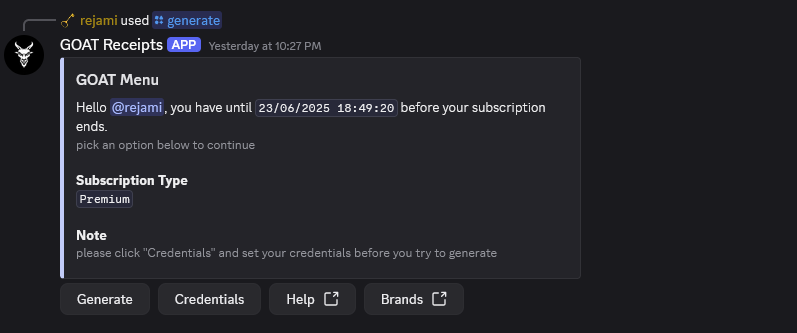 rejami used generate
GOAT Receipts APP Yesterday at 10:27 PM
GOAT Menu
Hello @rejami, you have until 23/06/2025 18:49:20 before your subscription
ends.
pick an option below to continue
Subscription Type
Premium
Note
please click "Credentials" and set your credentials before you try to generate
Generate Credentials Help Brands